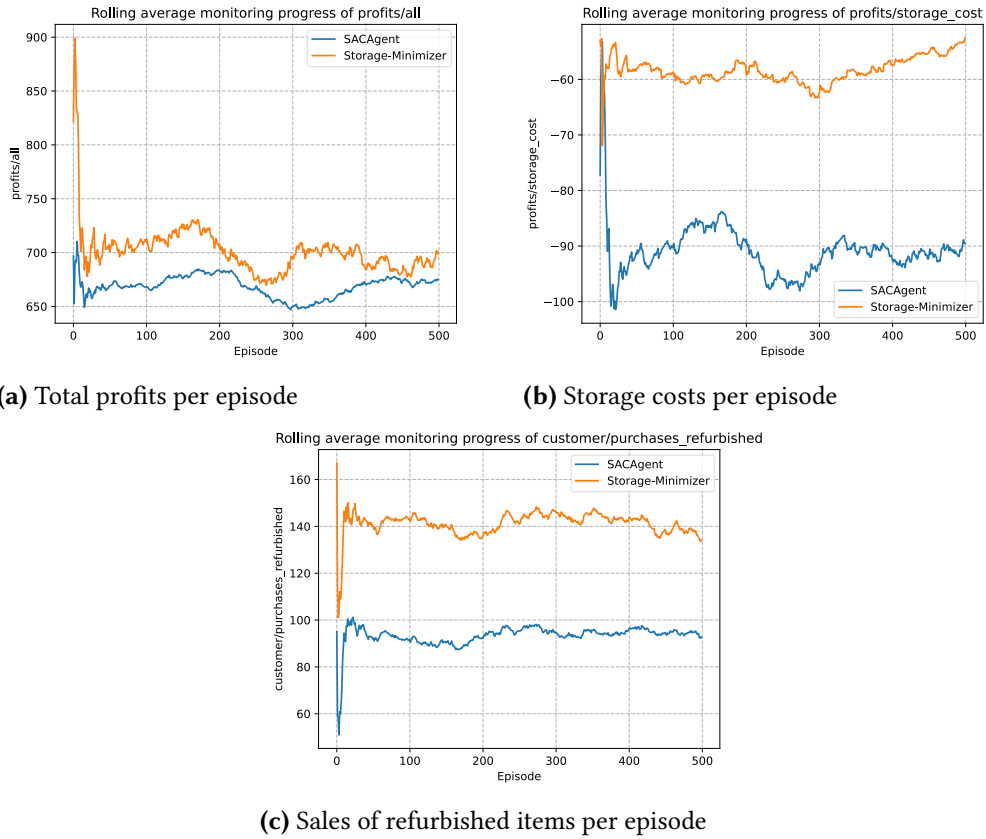 Rolling average monitoring progress of profits/all
900
850
800
750
700
650
profits/all
SACAgent
Storage-Minimizer
0
100
200
300
400
500
Episode
(a) Total profits per episode
Rolling average monitoring progress of profits/storage_cost
−60
−70
−80
−90
−100
profits/storage_cost
SACAgent
Storage-Minimizer
0
100
200
300
400
500
Episode
(b) Storage costs per episode
Rolling average monitoring progress of customer/purchases_refurbished
160
140
120
100
80
60
customer/purchases_refurbished
SACAgent
Storage-Minimizer
0
100
200
300
400
500
Episode
(c) Sales of refurbished items per episode